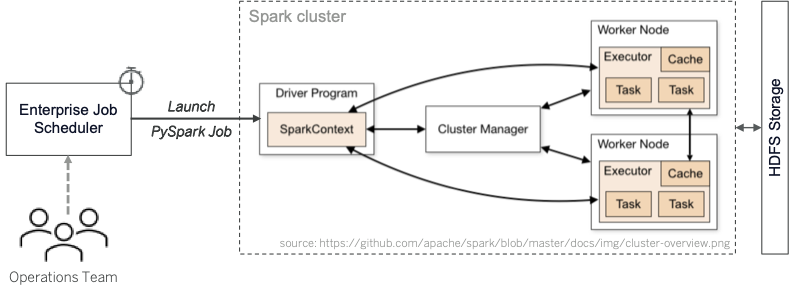 Spark cluster
Worker Node
Executor
Cache
Task
Task
Driver Program
SparkContext
Cluster Manager
Enterprise Job
Scheduler
Launch
PySpark Job
Worker Node
Executor
Cache
Task
Task
HDFS Storage
source: https://github.com/apache/spark/blob/master/docs/img/cluster-overview.png
Operations Team